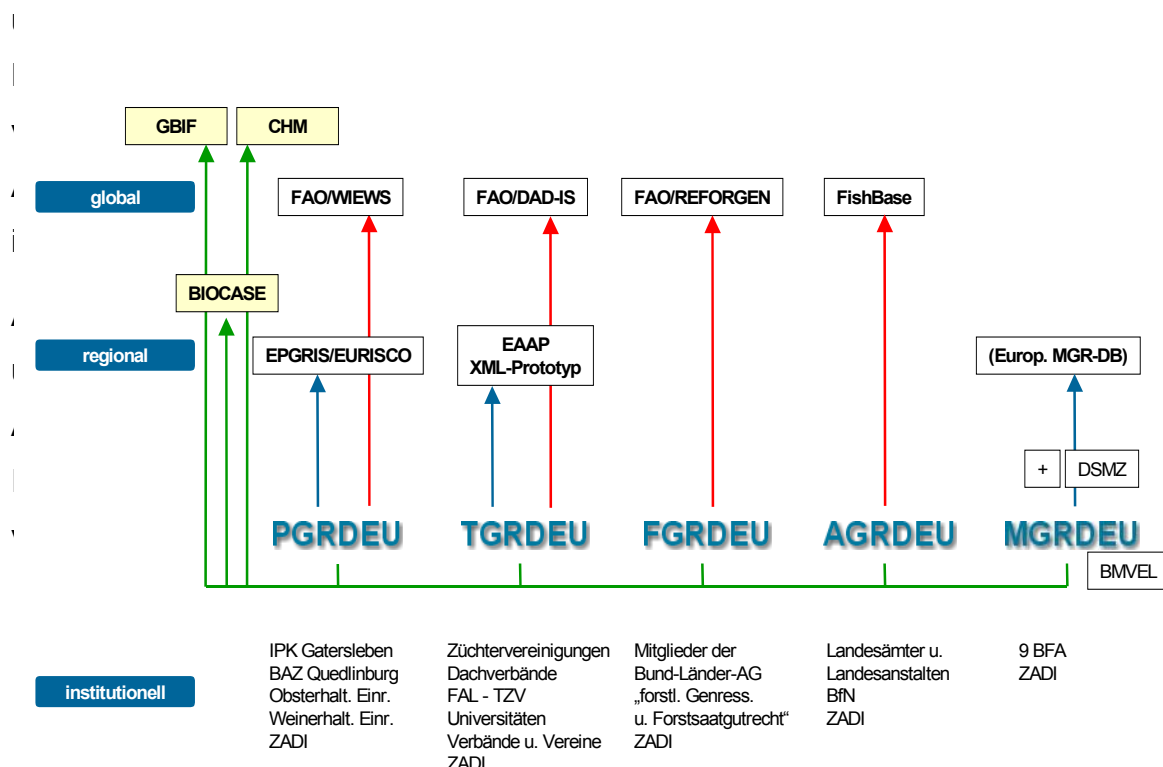 GBIF
CHM
global
FAO/WIEWS
FAO/DAD-IS
FAO/REFORGEN
FishBase
BIOCASE
regional
EPGRIS/EURISCO
EAAP
XML-Prototyp
(Europ. MGR-DB)
+
DSMZ
PGRDEU
TGRDEU
FGRDEU
AGRDEU
MGRDEU
BMVEL
institutionell
IPK Gatersleben
BAZ Quedlinburg
Obsterhalt. Einr.
Weinerhalt. Einr.
ZADI
Züchtervereinigungen
Dachverbände
FAL - TZV
Universitäten
Verbände u. Vereine
ZADI
Mitglieder der
Bund-Länder-AG
„forstl. Genress.
u. Forstsaatgutrecht“
ZADI
Landesämter u.
Landesanstalten
BfN
ZADI
9 BFA
ZADI